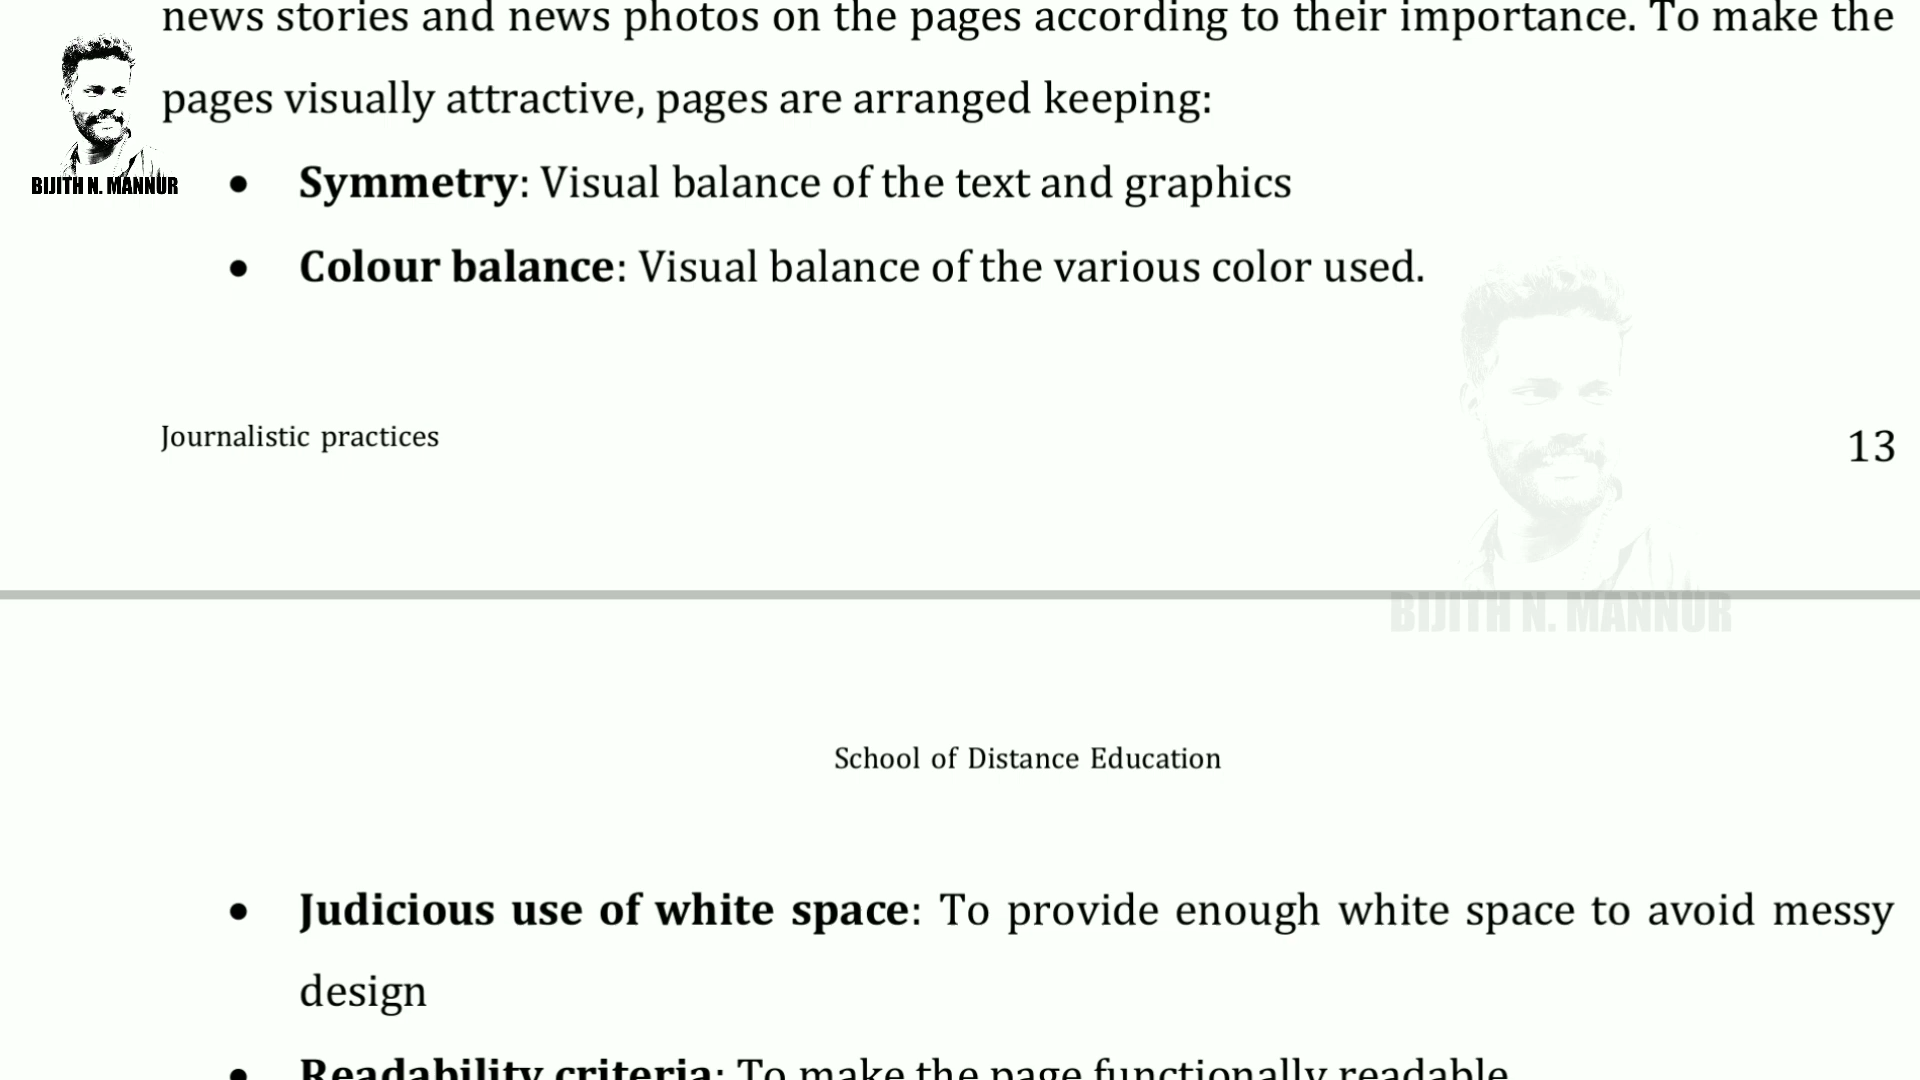 news stories and news photos on the pages according to their importance. To make the
pages visually attractive, pages are arranged keeping:
BIJITH N. MANNUR
• Symmetry: Visual balance of the text and graphics
• Colour balance: Visual balance of the various color used.
Journalistic practices
13
BIJITH N. MANNUR
School of Distance Education
• Judicious use of white space: To provide enough white space to avoid messy
design
• Readability criteria: To make the page functionally readable